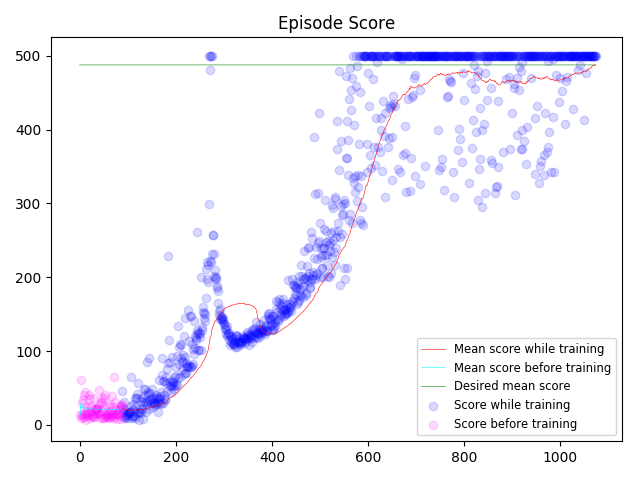 Episode Score
500
400
300
200
100
0
0 200 400 600 800 1000
Mean score while training
Mean score before training
Desired mean score
Score while training
Score before training